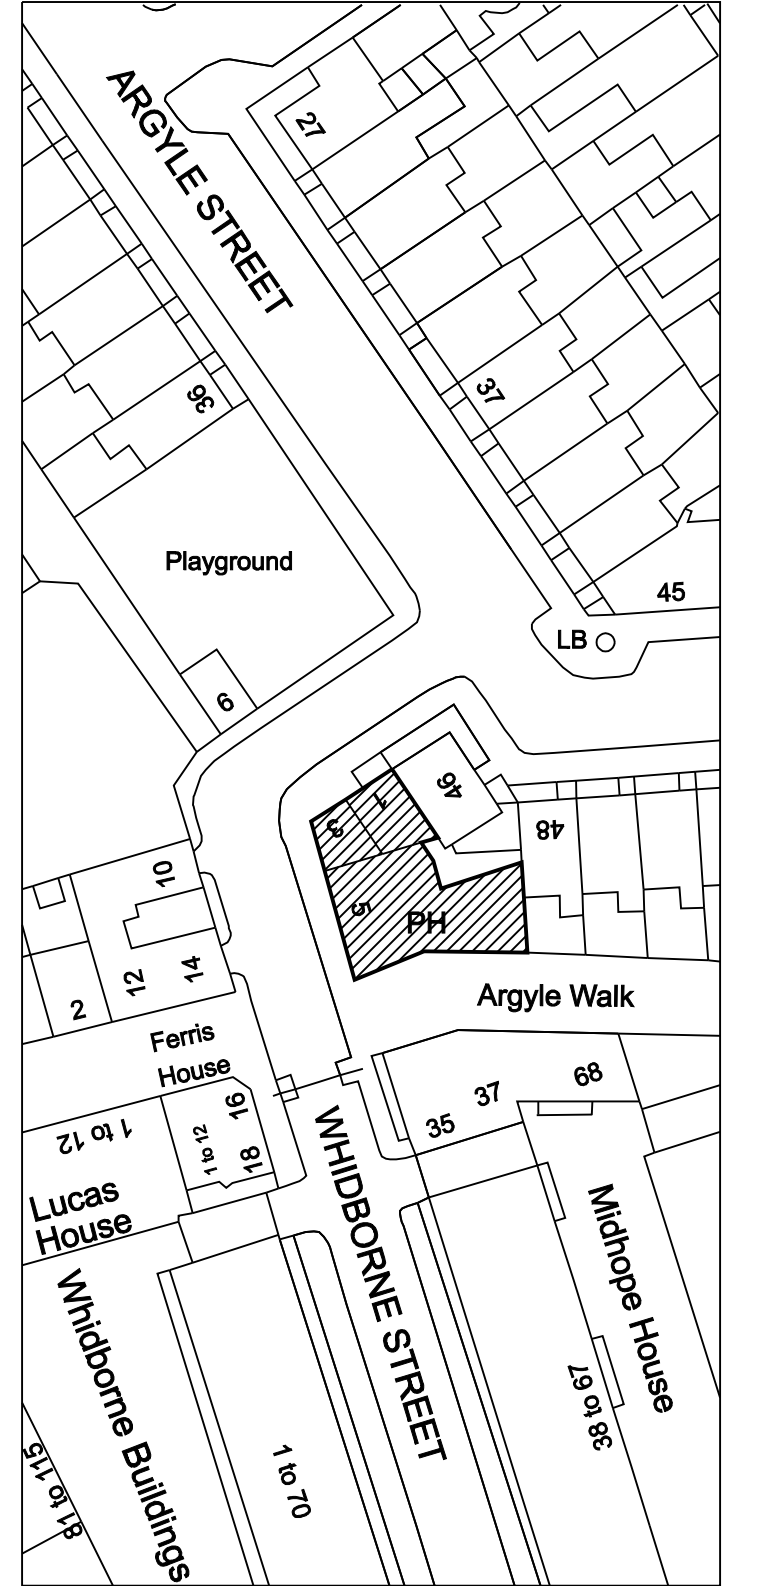 ARGYLE STREET
27
36
37
Playground
45
LB
9
46
1
3
48
5
PH
10
12
14
2
Argyle Walk
Ferris
House
68
37
35
16
1 to 12
1 to 12
18
Lucas
House
WHIDBORNE STREET
Midhope House
Whidborne Buildings
38 to 67
1 to 70
81 to 115